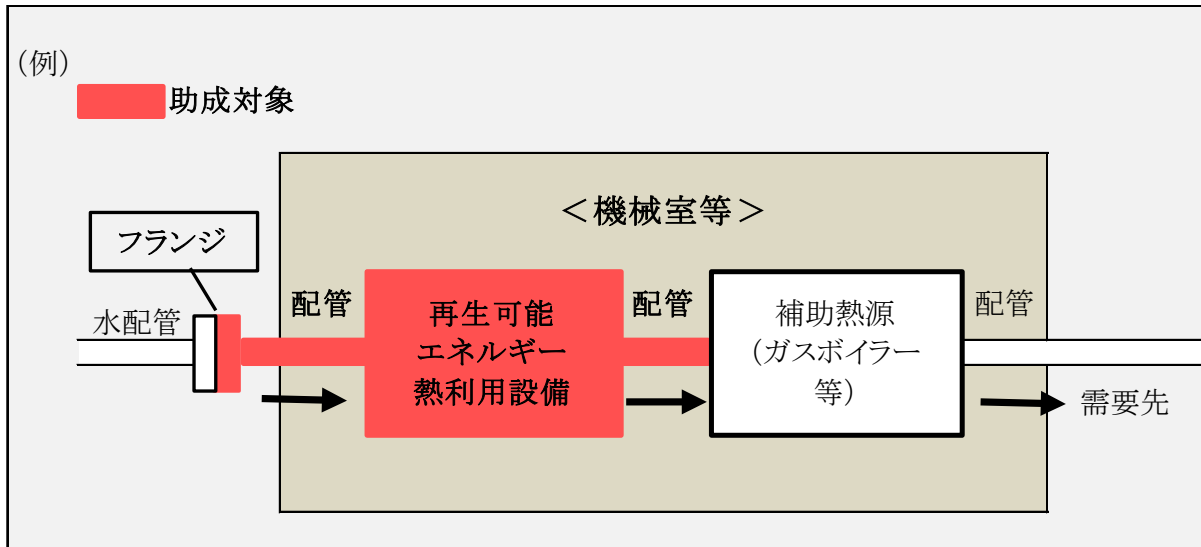 (例)
助成対象
<機械室等>
フランジ
水配管
配管
再生可能
エネルギー
熱利用設備
配管
補助熱源
(ガスボイラー
等)
配管
需要先